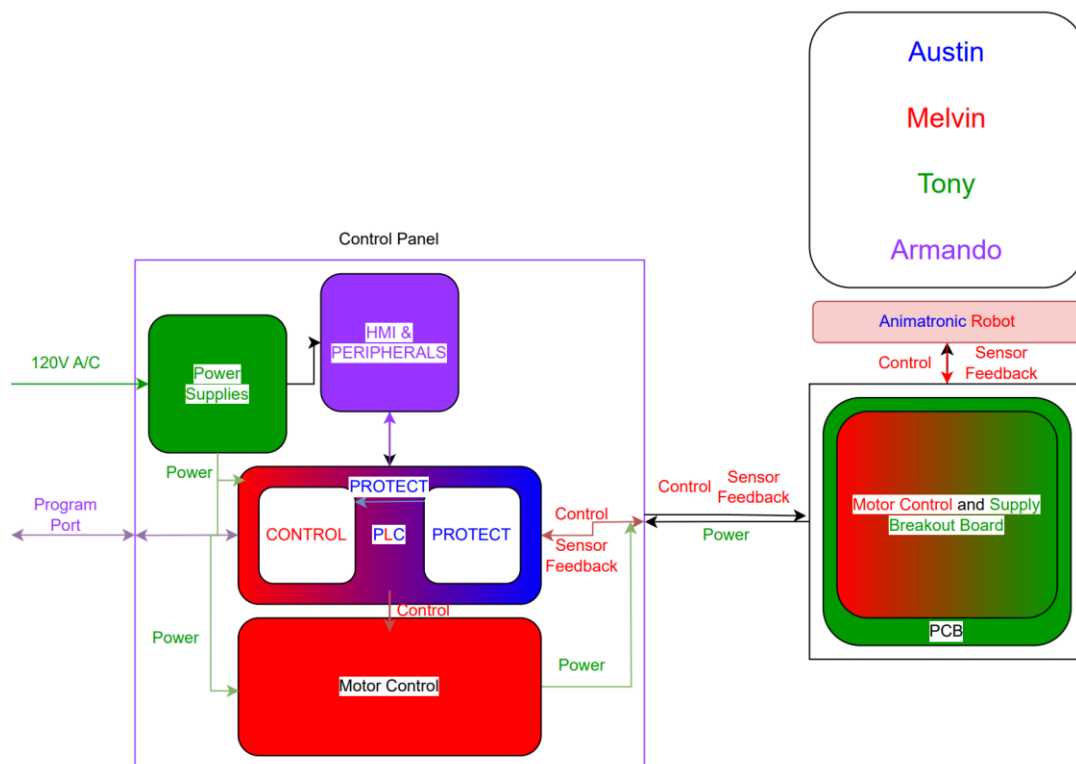 Austin
Melvin
Tony
Armando
Control Panel
HMI &
PERIPHERALS
Animatronic Robot
120V A/C
Power
Supplies
Control
Sensor
Feedback
Power
PROTECT
Program
Port
CONTROL
PLC
PROTECT
Control
Sensor
Feedback
Control
Sensor
Feedback
Power
Motor Control and Supply
Breakout Board
Control
PCB
Power
Power
Motor Control